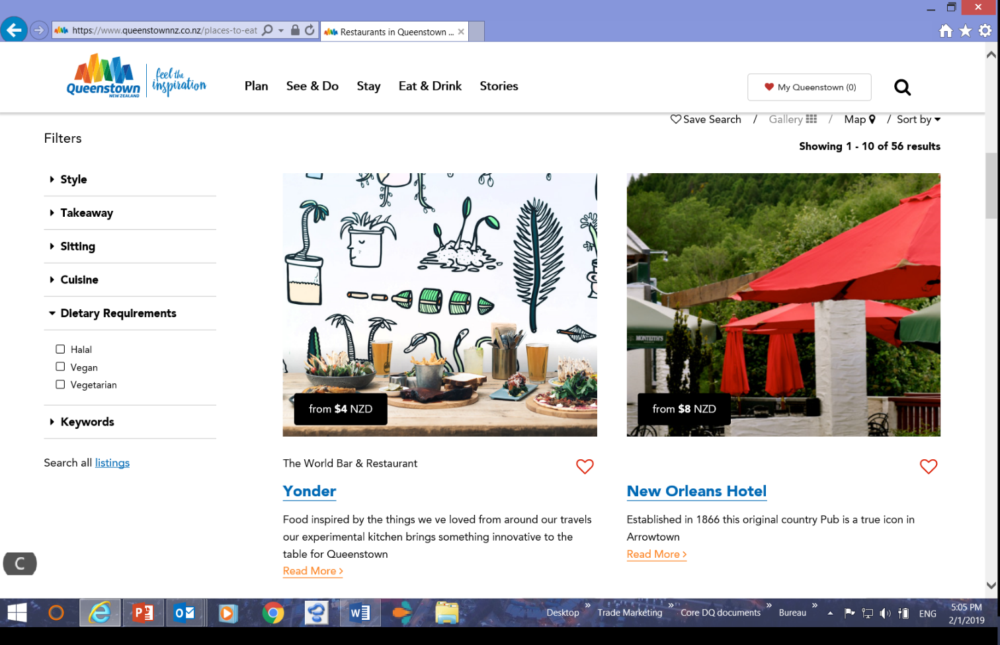 https://www.queenstownnz.co.nz/places-to-eat
Restaurants in Queenstown ...
Queenstown
NEW ZEALAND
feel the
inspiration
Plan
See & Do
Stay
Eat & Drink
Stories
My Queenstown (0)
Save Search / Gallery / Map / Sort by
Filters
Showing 1 - 10 of 56 results
Style
Takeaway
Sitting
Cuisine
Dietary Requirements
Halal
Vegan
Vegetarian
Keywords
Search all listings
from $4 NZD
The World Bar & Restaurant
Yonder
Food inspired by the things we ve loved from around our travels
our experimental kitchen brings something innovative to the
table for Queenstown
Read More >
MONTEITH'S
from $8 NZD
New Orleans Hotel
Established in 1866 this original country Pub is a true icon in
Arrowtown
Read More >
C
Desktop
Trade Marketing
Core DQ documents
Bureau
ENG
5:05 PM
2/1/2019